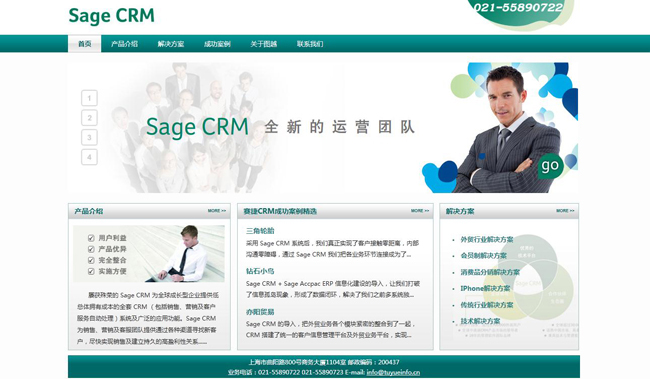 Sage CRM
021-55890722
首页 产品介绍 解决方案 成功案例 关于图越 联系我们
1
2
3
4
Sage CRM 全新的运营团队
go
产品介绍 MORE >>
用户利益
产品优异
完全整合
实施方便
屡获殊荣的 Sage CRM 为全球成长型企业提供低
总体拥有成本的全套 CRM （包括销售、营销及客户
服务自动处理）系统及广泛的应用功能。Sage CRM
为销售、营销及客服团队提供通过各种渠道寻找新客
户，尽快实现销售及建立持久的高盈利性关系......
赛捷CRM成功案例精选 MORE >>
三角轮胎
采用 Sage CRM 系统后，我们真正实现了客户接触零距离，内部
沟通零障碍，通过 Sage CRM 我们把各业务环节连接成为了...
钻石小鸟
Sage CRM + Sage Accpac ERP 信息化建设的导入，让我们打破
了信息孤岛现象，形成了数据闭环，解决了我们之前多系统独...
亦阳贸易
Sage CRM 的导入，把外贸业务各个模块紧密的整合到了一起，
CRM 搭建了统一的客户信息管理平台及外贸业务平台，实现...
解决方案 MORE >>
外贸行业解决方案
会员制解决方案
消费品分销解决方案
IPhone解决方案
传统行业解决方案
技术解决方案
上海市曲阳路800号商务大厦1104室 邮政编码：200437
业务电话：021-55890722 021-55890723 E-mail: info@tuyueinfo.cn